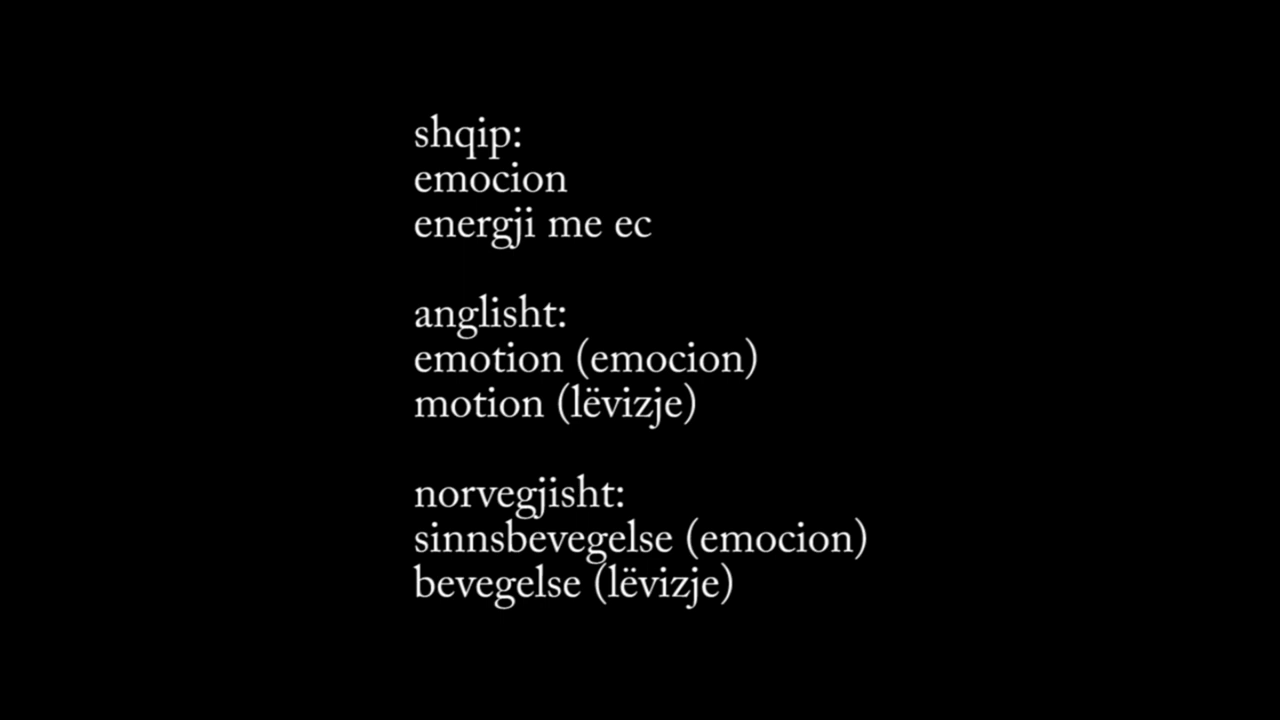 shqip:
emocion
energji me ec
anglisht:
emotion (emocion)
motion (lëvizje)
norvegjisht:
sinnsbevegelse (emocion)
bevegelse (lëvizje)